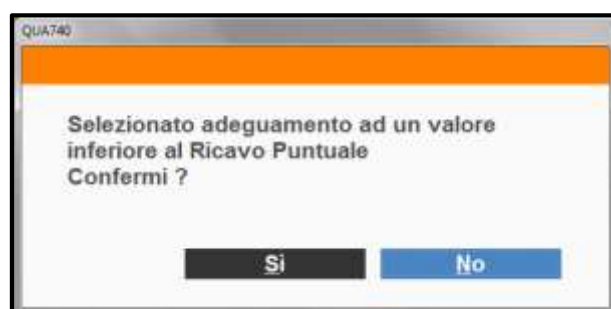 QUA740
Selezionato adeguamento ad un valore
inferiore al Ricavo Puntuale
Confermi ?
Sì
No